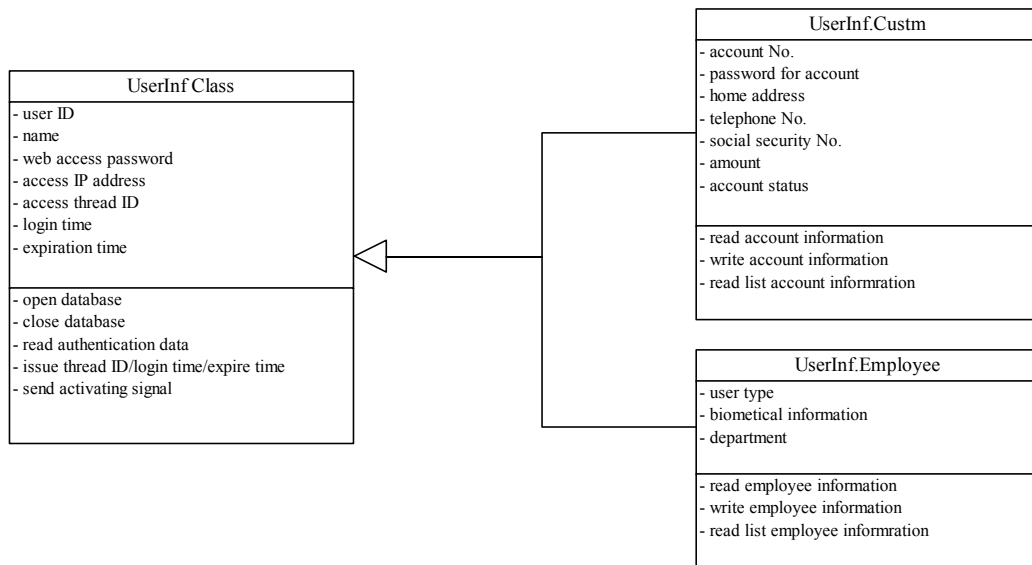 UserInf Class
- user ID
- name
- web access password
- access IP address
- access thread ID
- login time
- expiration time
- open database
- close database
- read authentication data
- issue thread ID/login time/expire time
- send activating signal
UserInf.Custm
- account No.
- password for account
- home address
- telephone No.
- social security No.
- amount
- account status
- read account information
- write account information
- read list account informration
UserInf.Employee
- user type
- biometical information
- department
- read employee information
- write employee information
- read list employee informration